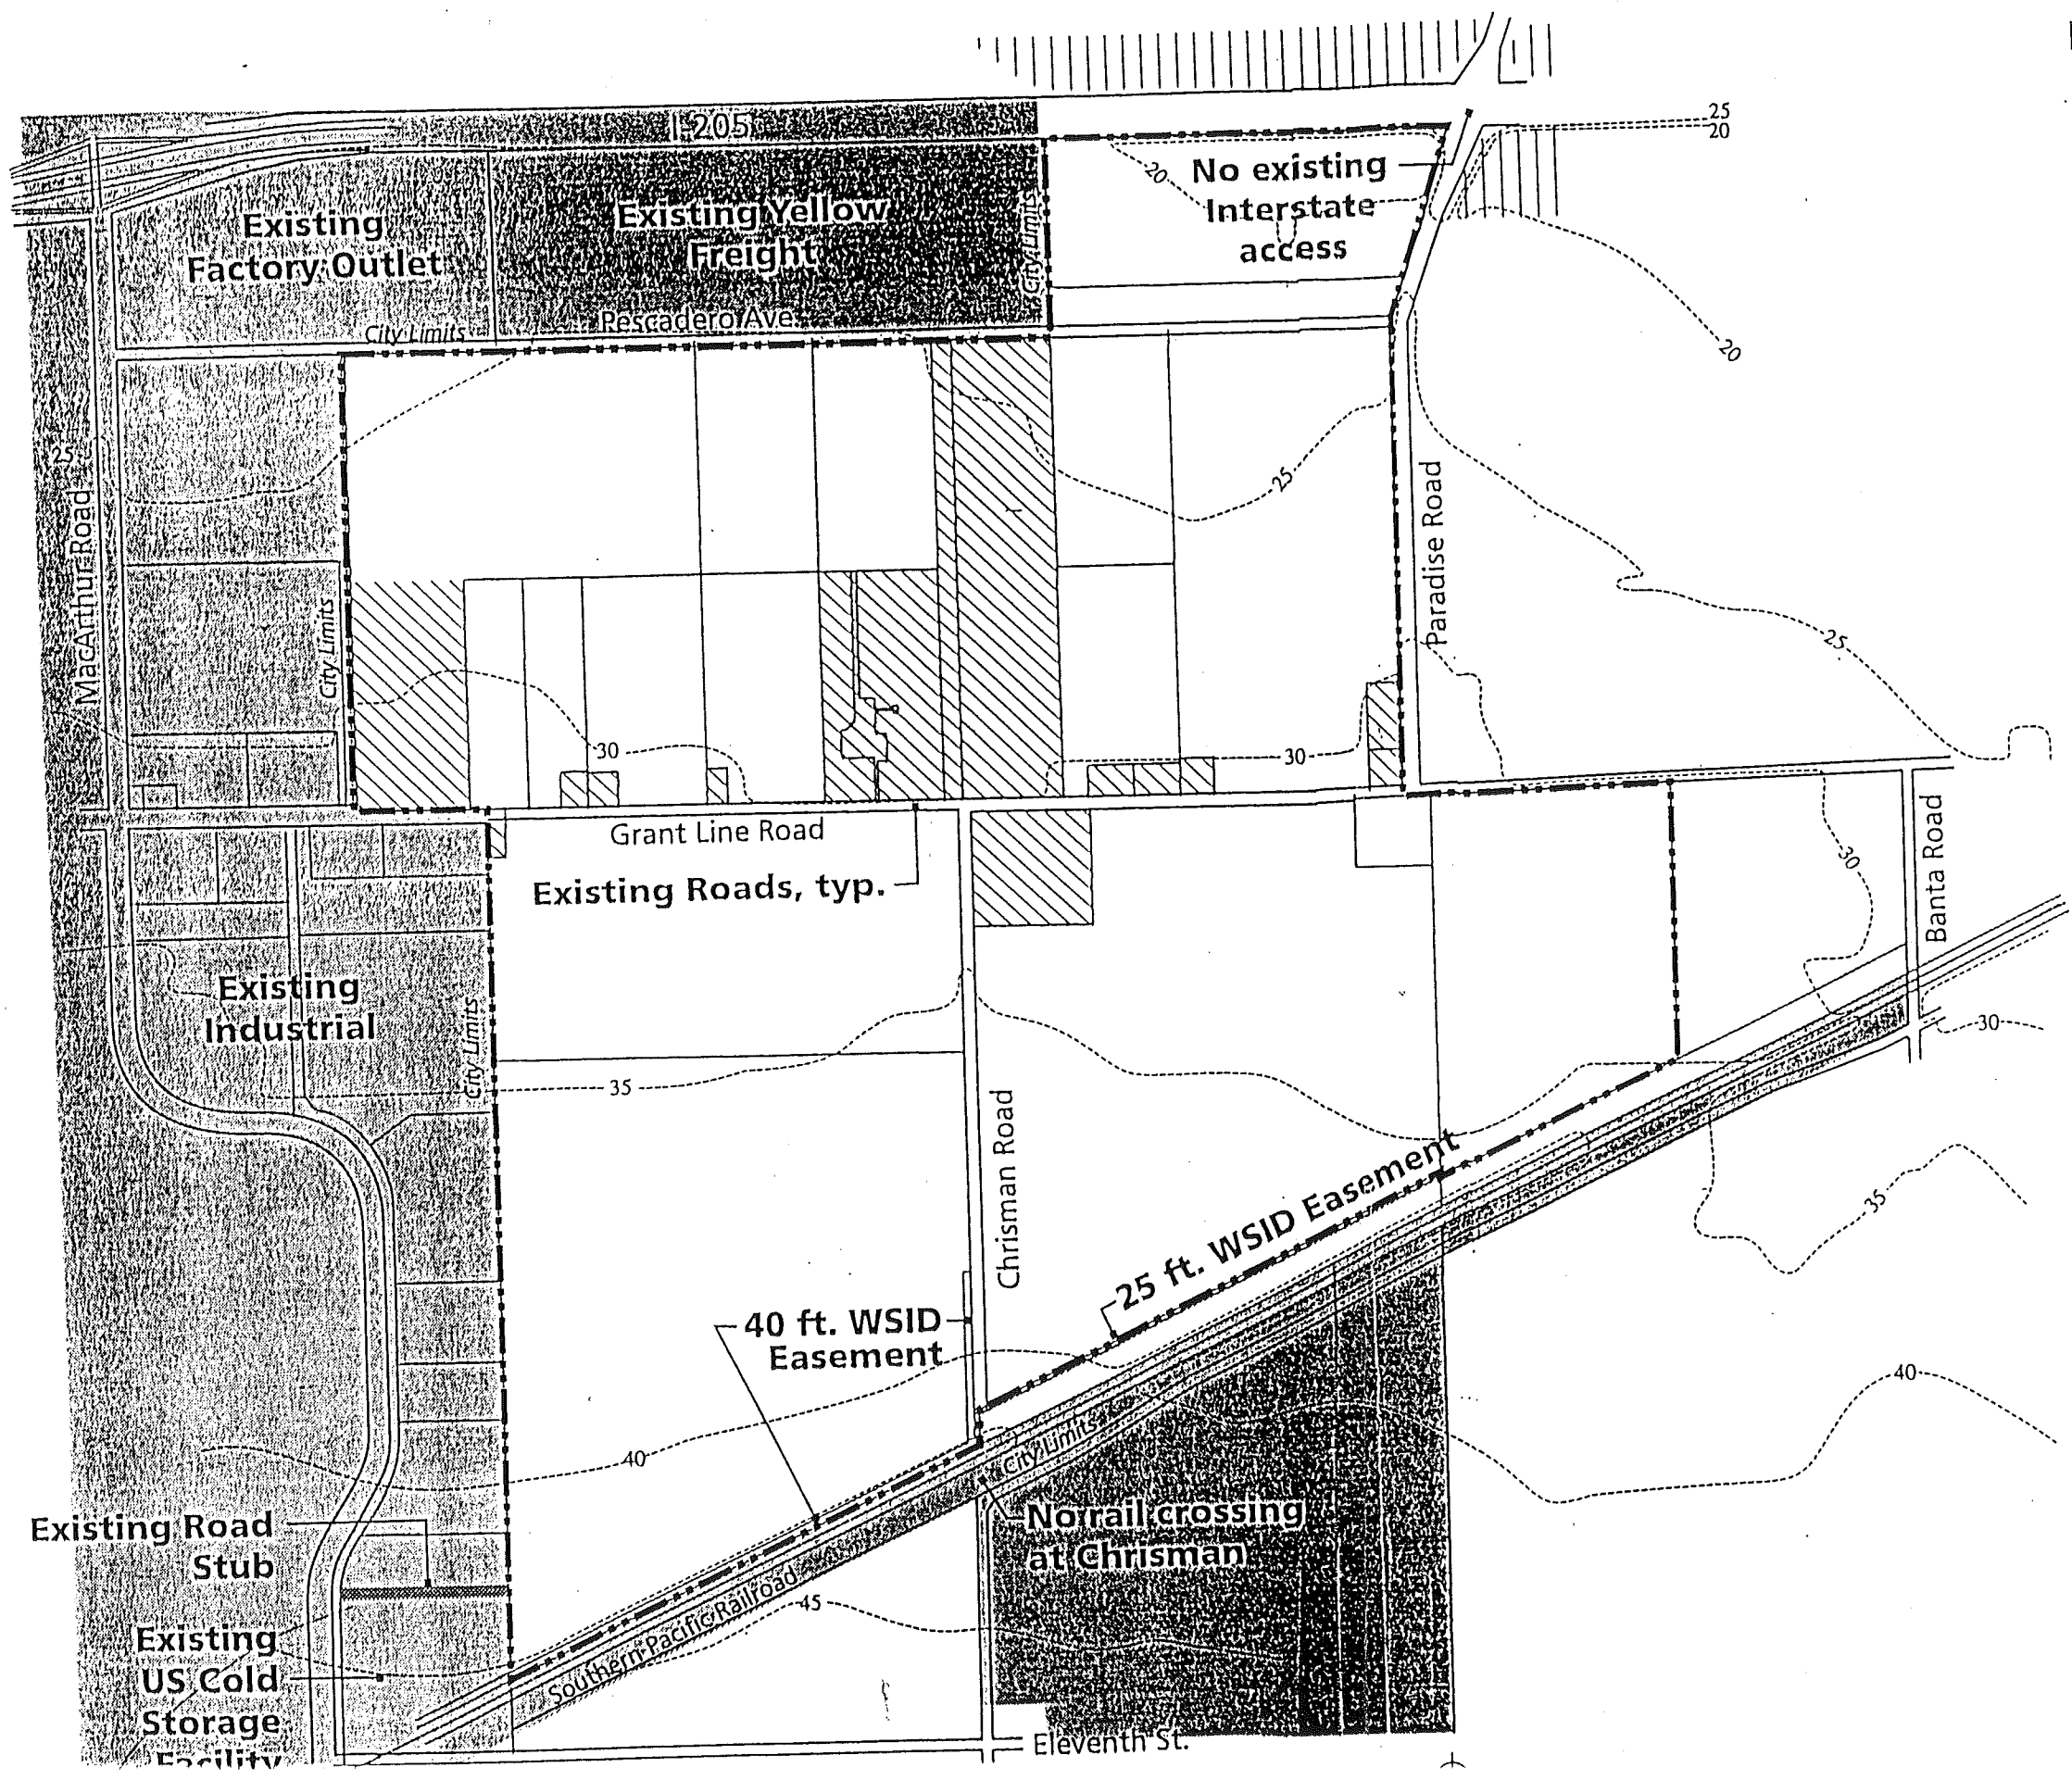 I-205
25
20
No existing
Interstate
access
20
Existing
Factory Outlet
Existing Yellow
Freight
City Limits
Pescadero Ave.
City Limits
20
25
MacArthur Road
City Limits
25
Paradise Road
25
30
30
Grant Line Road
Existing Roads, typ.
30
Banta Road
Existing
Industrial
City Limits
35
30
Chrisman Road
25 ft. WSID Easement
35
40 ft. WSID
Easement
40
40
City Limits
No rail crossing
at Chrisman
Existing Road
Stub
Southern Pacific Railroad
45
Existing
US Cold
Storage
Facility
Eleventh St.